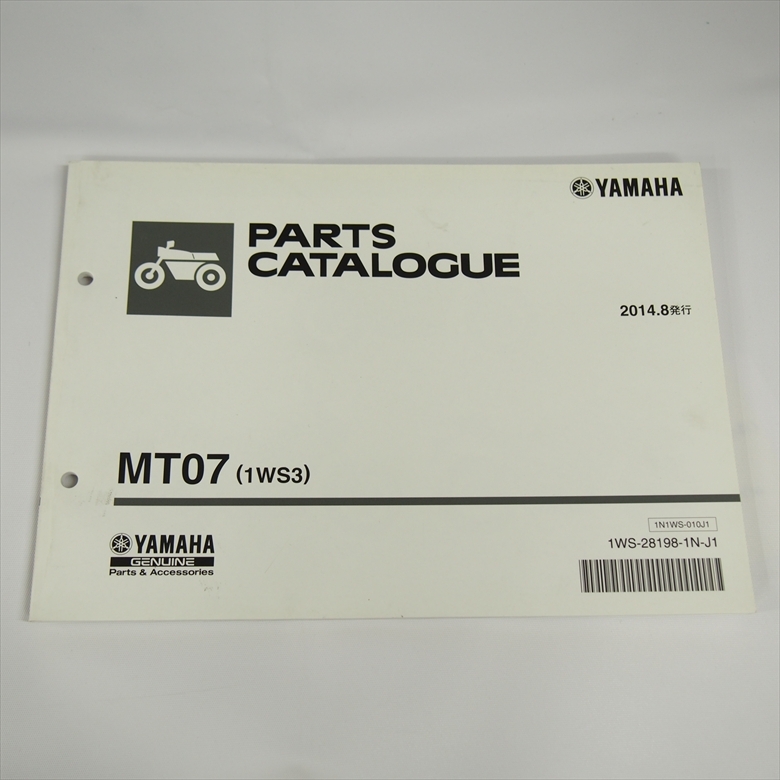 YAMAHA
PARTS
CATALOGUE
2014.8発行
MT07 (1WS3)
YAMAHA
GENUINE
Parts & Accessories
1N1WS-010J1
1WS-28198-1N-J1